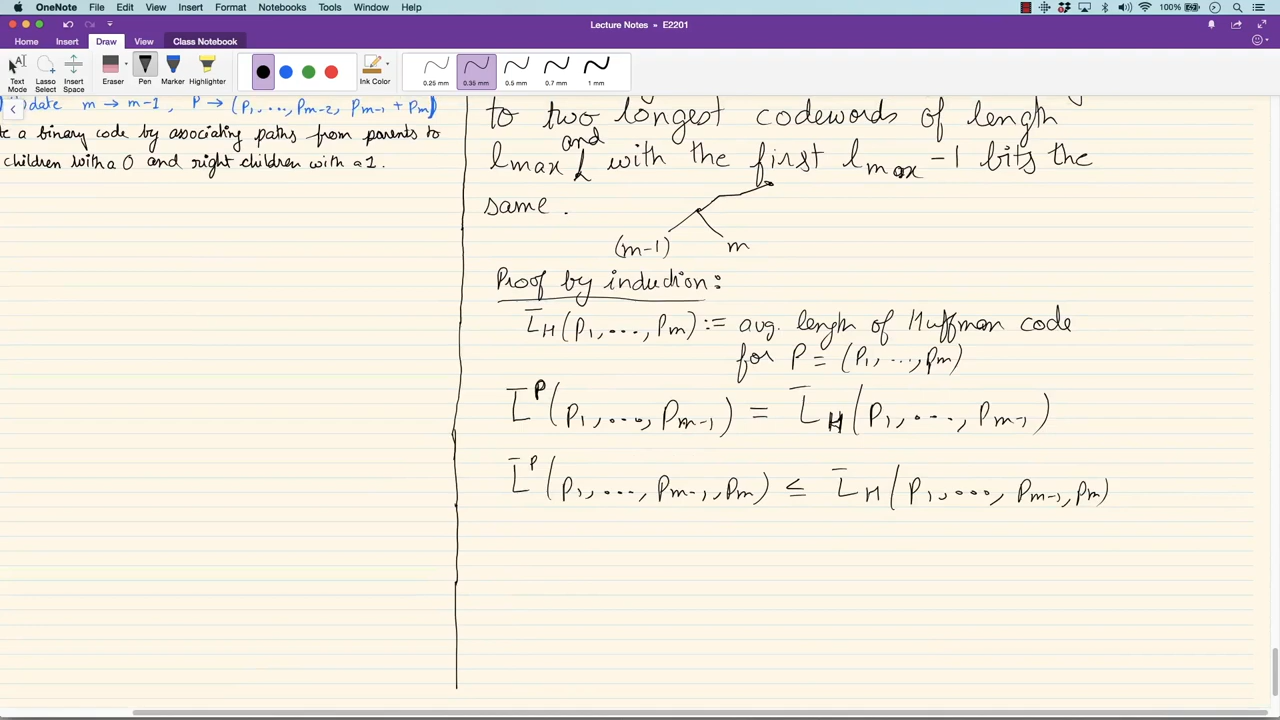 OneNote File Edit View Insert Format Notebooks Tools Window Help 100%
Lecture Notes » E2201
Home Insert Draw View Class Notebook
Text Mode
Lasso Select
Insert Space
Eraser
Pen
Marker
Highlighter
Ink Color
0.25 mm
0.35 mm
0.5 mm
0.7 mm
1 mm
date m → m-1 , P → (p1, ..., pm-2, pm-1 + pm)
a binary code by associating paths from parents to
children with a 0 and right children with a 1.
to two longest codewords of length
and
lmax with the first lmax -1 bits the
same .
(m-1) m
Proof by induction:
L̄H(p1, ..., pm) := avg. length of Huffman code
for P = (p1, ..., pm)
L̄^P(p1, ..., pm-1) = L̄H(p1, ..., pm-1)
L̄^P(p1, ..., pm-1, pm) ≤ L̄H(p1, ..., pm-1, pm)